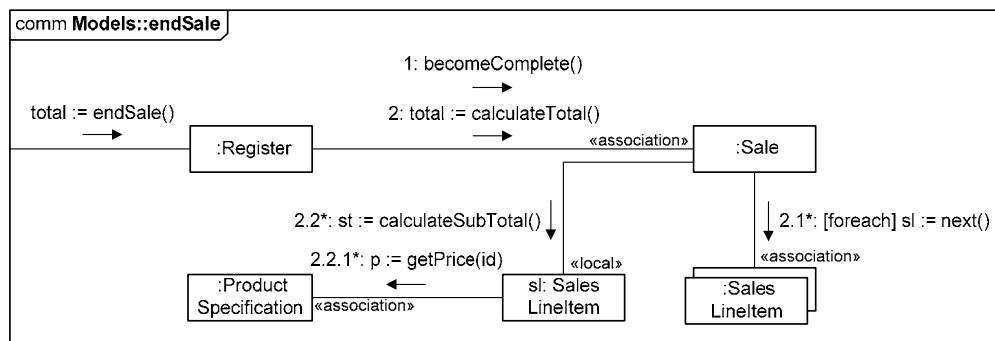 comm Models::endSale
1: becomeComplete()
total := endSale()
2: total := calculateTotal()
:Register
«association»
:Sale
2.2*: st := calculateSubTotal()
2.1*: [foreach] sl := next()
2.2.1*: p := getPrice(id)
«local»
«association»
:Product
Specification
«association»
sl: Sales
LineItem
:Sales
LineItem